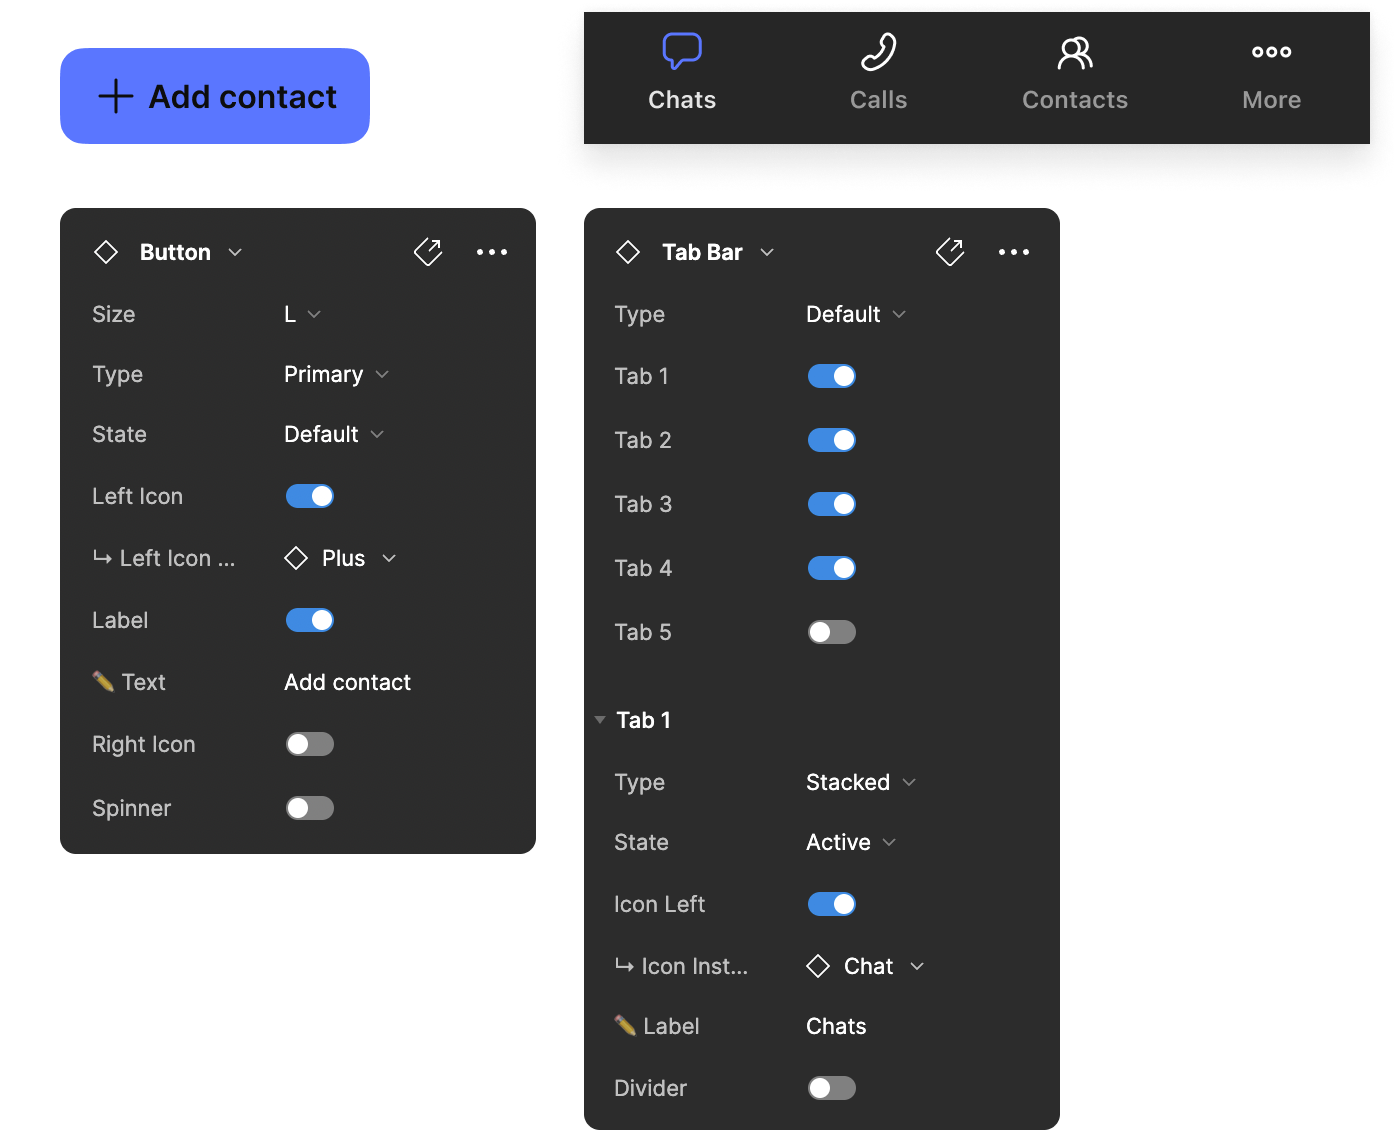 Add contact
Chats
Calls
Contacts
More
Button
Size
L
Type
Primary
State
Default
Left Icon
↳ Left Icon ...
Plus
Label
✏️ Text
Add contact
Right Icon
Spinner
Tab Bar
Type
Default
Tab 1
Tab 2
Tab 3
Tab 4
Tab 5
Tab 1
Type
Stacked
State
Active
Icon Left
↳ Icon Inst...
Chat
✏️ Label
Chats
Divider